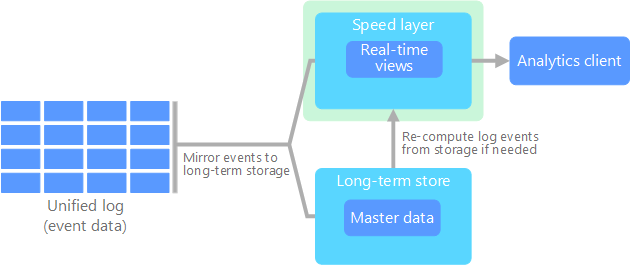 Speed layer
Real-time
views
Analytics client
Re-compute log events
from storage if needed
Mirror events to
long-term storage
Long-term store
Master data
Unified log
(event data)